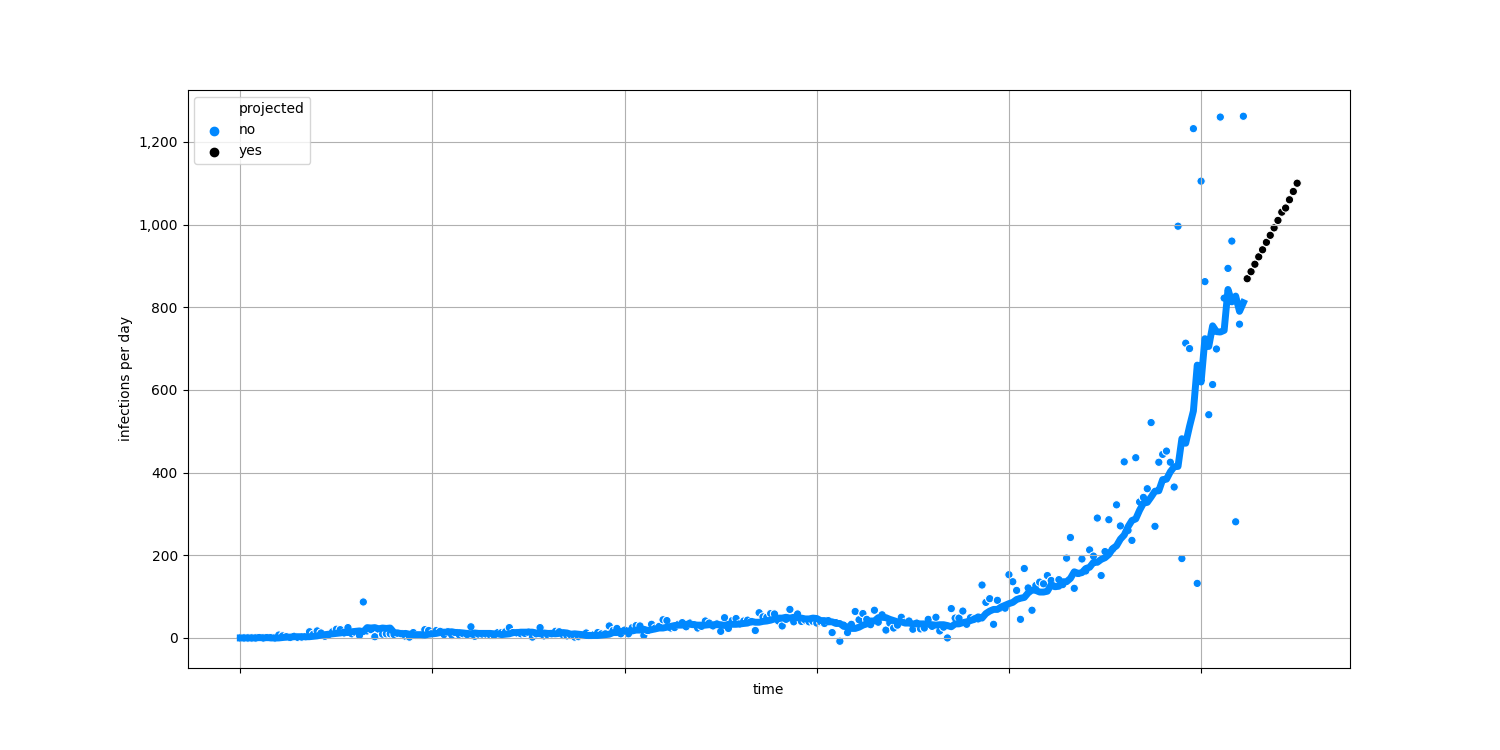 projected
no
yes
1,200
1,000
800
600
400
200
0
infections per day
time